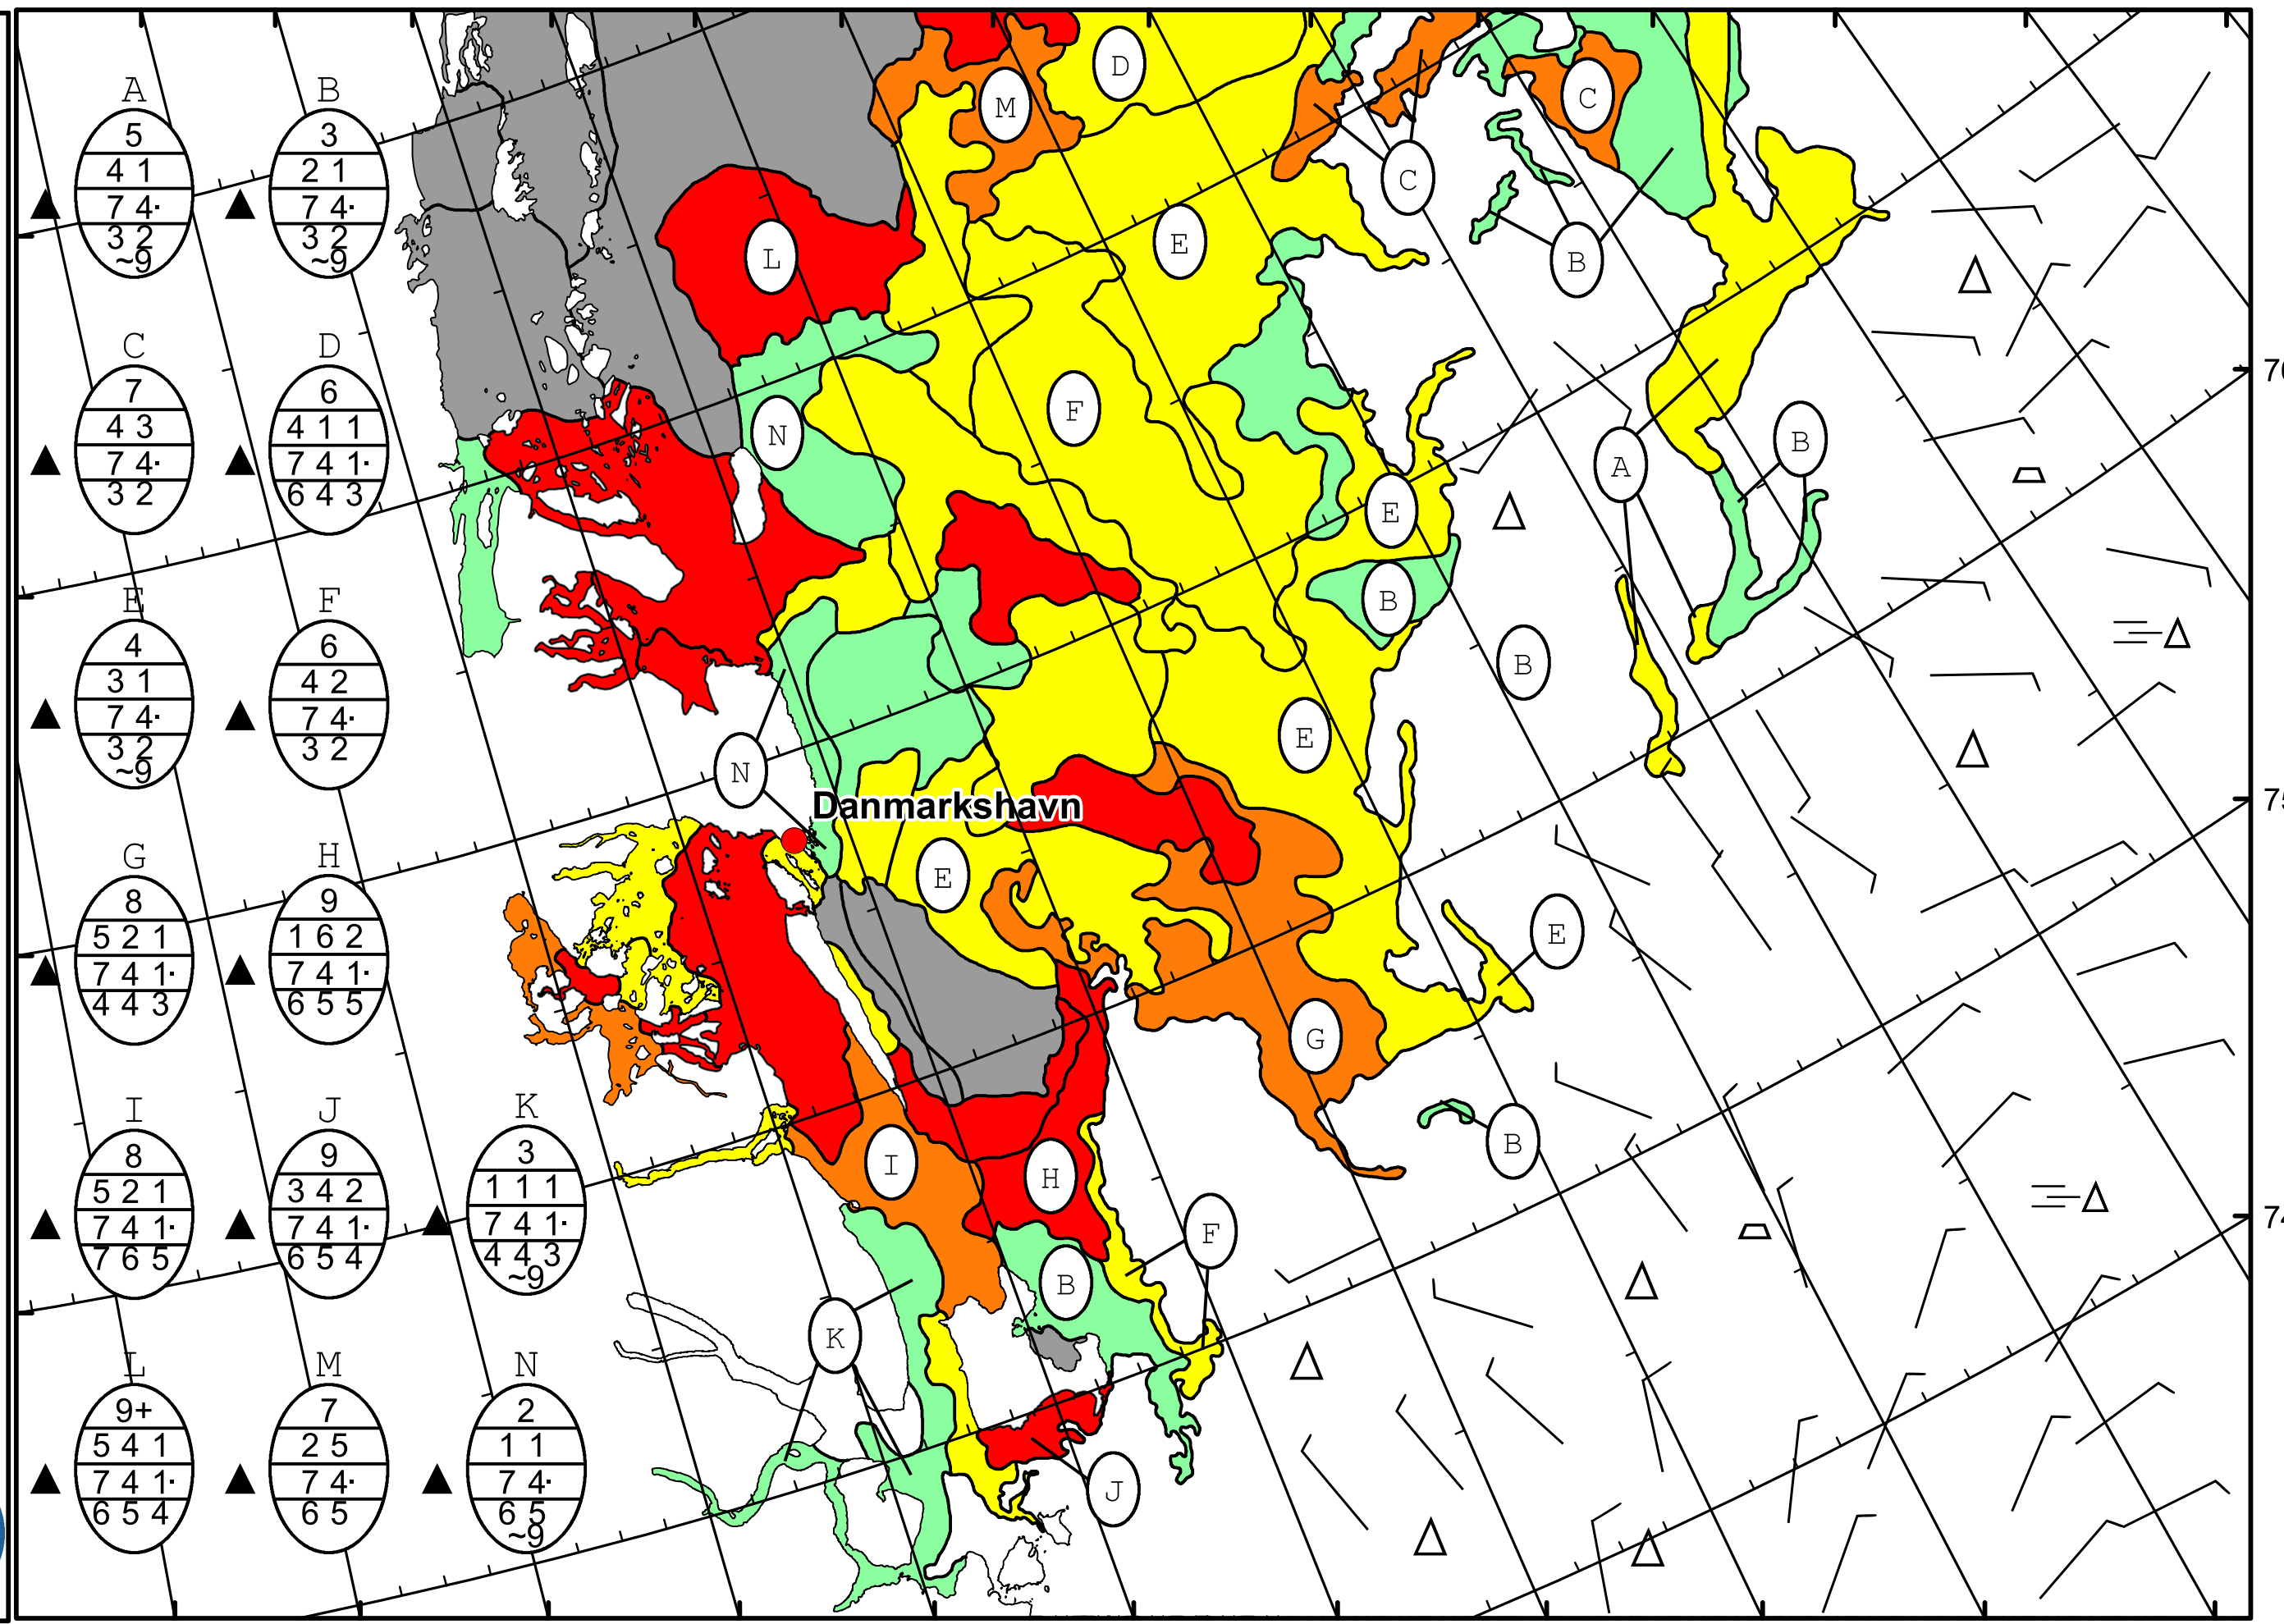 A
5
4 1
7 4·
3 2
~9
B
3
2 1
7 4·
3 2
~9
C
7
4 3
7 4·
3 2
D
6
4 1 1
7 4 1·
6 4 3
E
4
3 1
7 4·
3 2
~9
F
6
4 2
7 4·
3 2
G
8
5 2 1
7 4 1·
4 4 3
H
9
1 6 2
7 4 1·
6 5 5
I
8
5 2 1
7 4 1·
7 6 5
J
9
3 4 2
7 4 1·
6 5 4
K
3
1 1 1
7 4 1·
4 4 3
~9
L
9+
5 4 1
7 4 1·
6 5 4
M
7
2 5
7 4·
6 5
N
2
1 1
7 4·
6 5
~9
D
M
C
C
E
B
L
F
N
B
A
E
B
B
E
N
Danmarkshavn
E
E
G
B
I
H
F
B
K
J
75
74